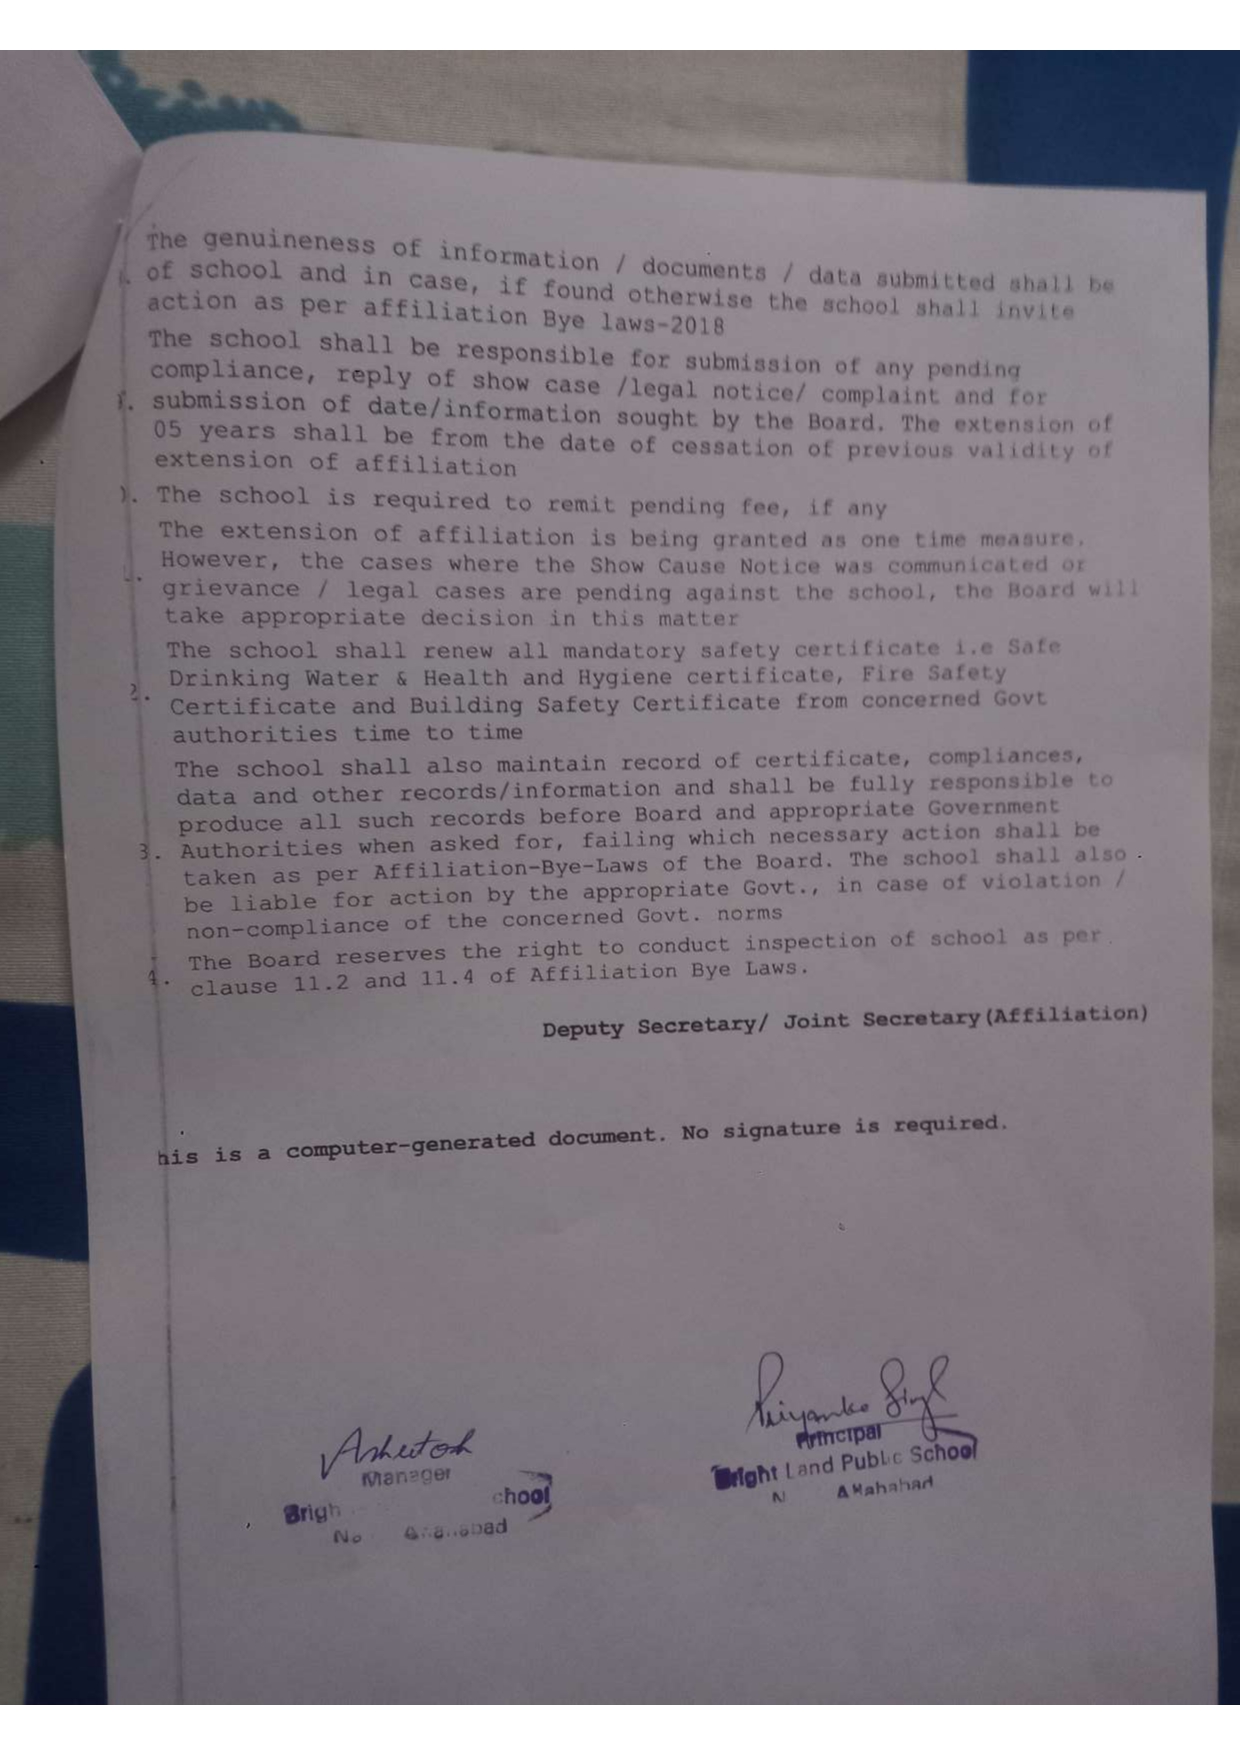 The genuineness of information / documents / data submitted shall be
of school and in case, if found otherwise the school shall invite
action as per affiliation Bye laws-2018
The school shall be responsible for submission of any pending
compliance, reply of show case /legal notice/ complaint and for
submission of date/information sought by the Board. The extension of
05 years shall be from the date of cessation of previous validity of
extension of affiliation
). The school is required to remit pending fee, if any
The extension of affiliation is being granted as one time measure.
However, the cases where the Show Cause Notice was communicated or
grievance / legal cases are pending against the school, the Board will
take appropriate decision in this matter
The school shall renew all mandatory safety certificate i.e Safe
Drinking Water & Health and Hygiene certificate, Fire Safety
2. Certificate and Building Safety Certificate from concerned Govt
authorities time to time
The school shall also maintain record of certificate, compliances,
data and other records/information and shall be fully responsible to
produce all such records before Board and appropriate Government
3. Authorities when asked for, failing which necessary action shall be
taken as per Affiliation-Bye-Laws of the Board. The school shall also
be liable for action by the appropriate Govt., in case of violation /
non-compliance of the concerned Govt. norms
The Board reserves the right to conduct inspection of school as per
4. clause 11.2 and 11.4 of Affiliation Bye Laws.
Deputy Secretary/ Joint Secretary(Affiliation)
his is a computer-generated document. No signature is required.
Priyanka Singh
Principal
Bright Land Public School
Allahabad
Ashutosh
Manager
Brigh chool